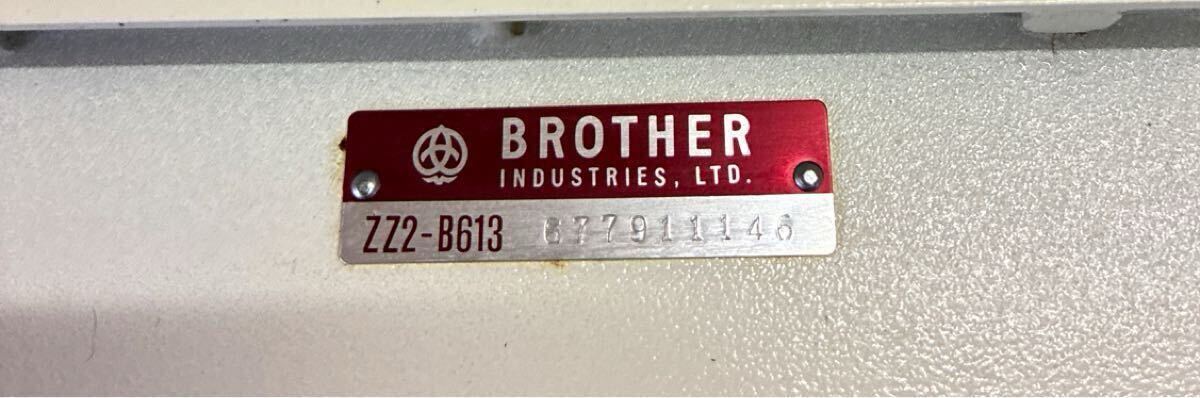 BROTHER
INDUSTRIES, LTD.
ZZ2-B613 677911146